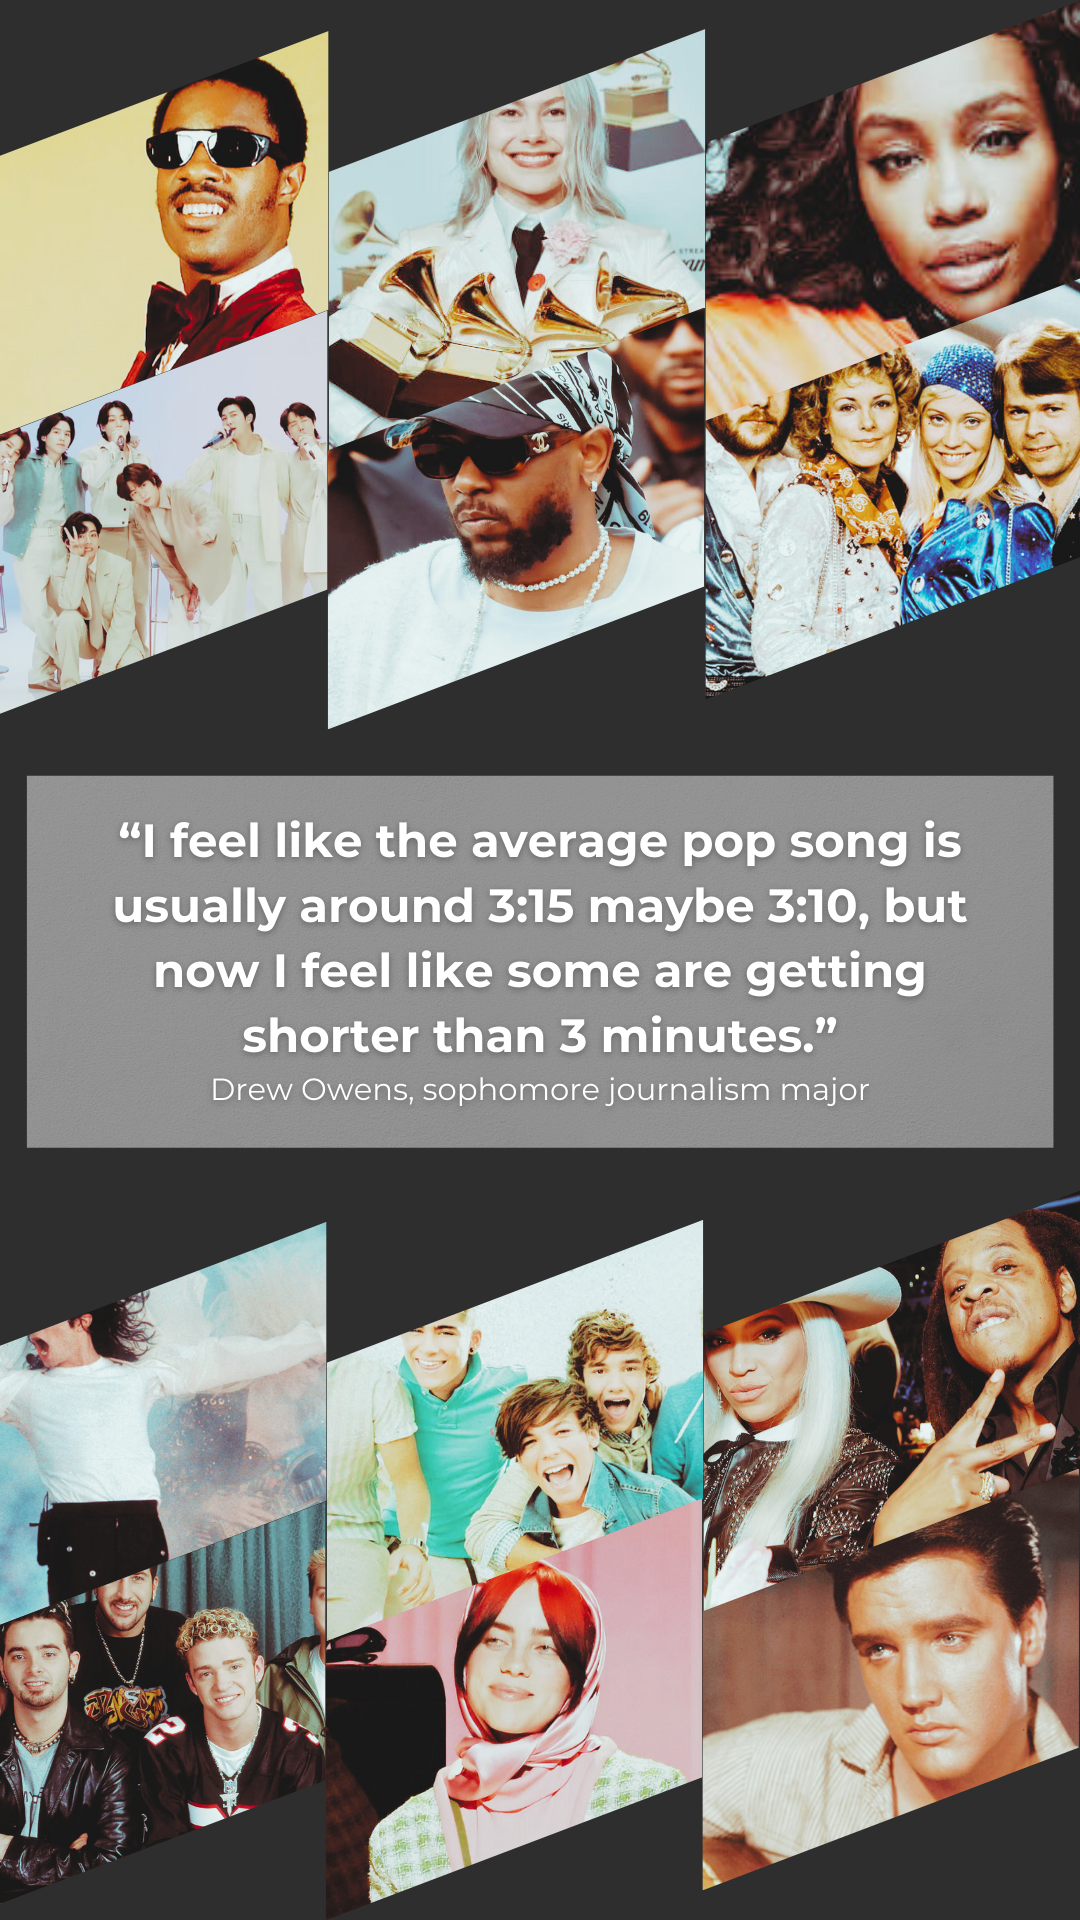 “I feel like the average pop song is
usually around 3:15 maybe 3:10, but
now I feel like some are getting
shorter than 3 minutes.”
Drew Owens, sophomore journalism major